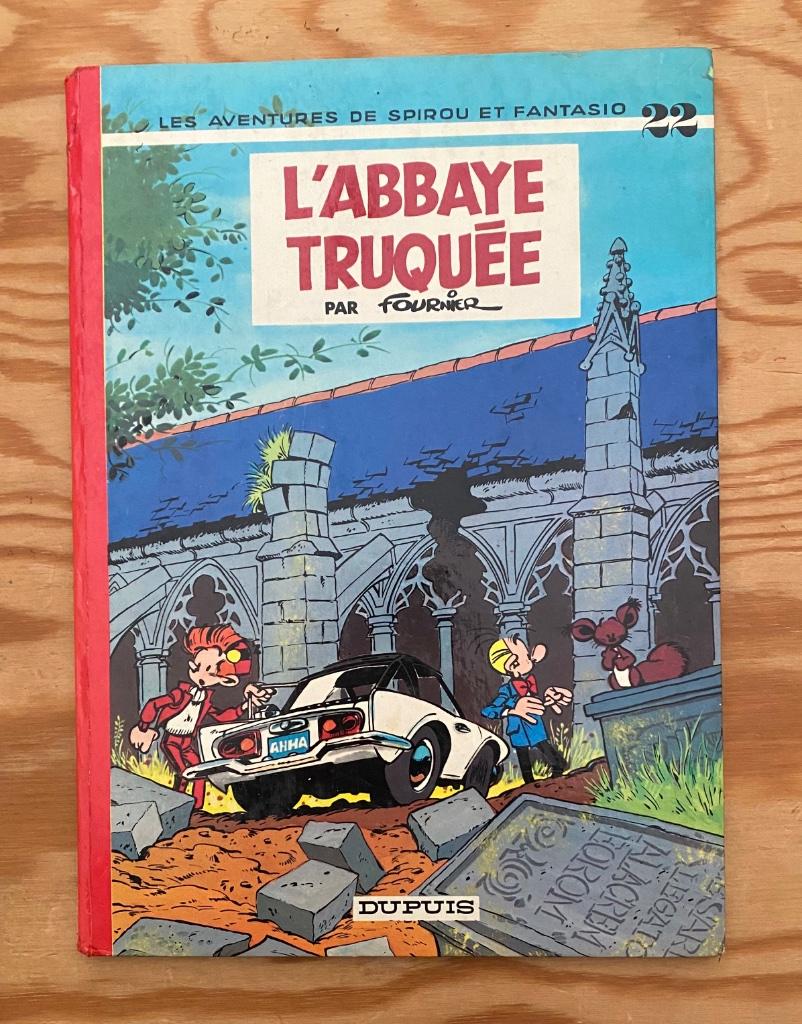 LES AVENTURES DE SPIROU ET FANTASIO 22
L'ABBAYE
TRUQUÉE
PAR FOURNIER
AHHA
DUPUIS